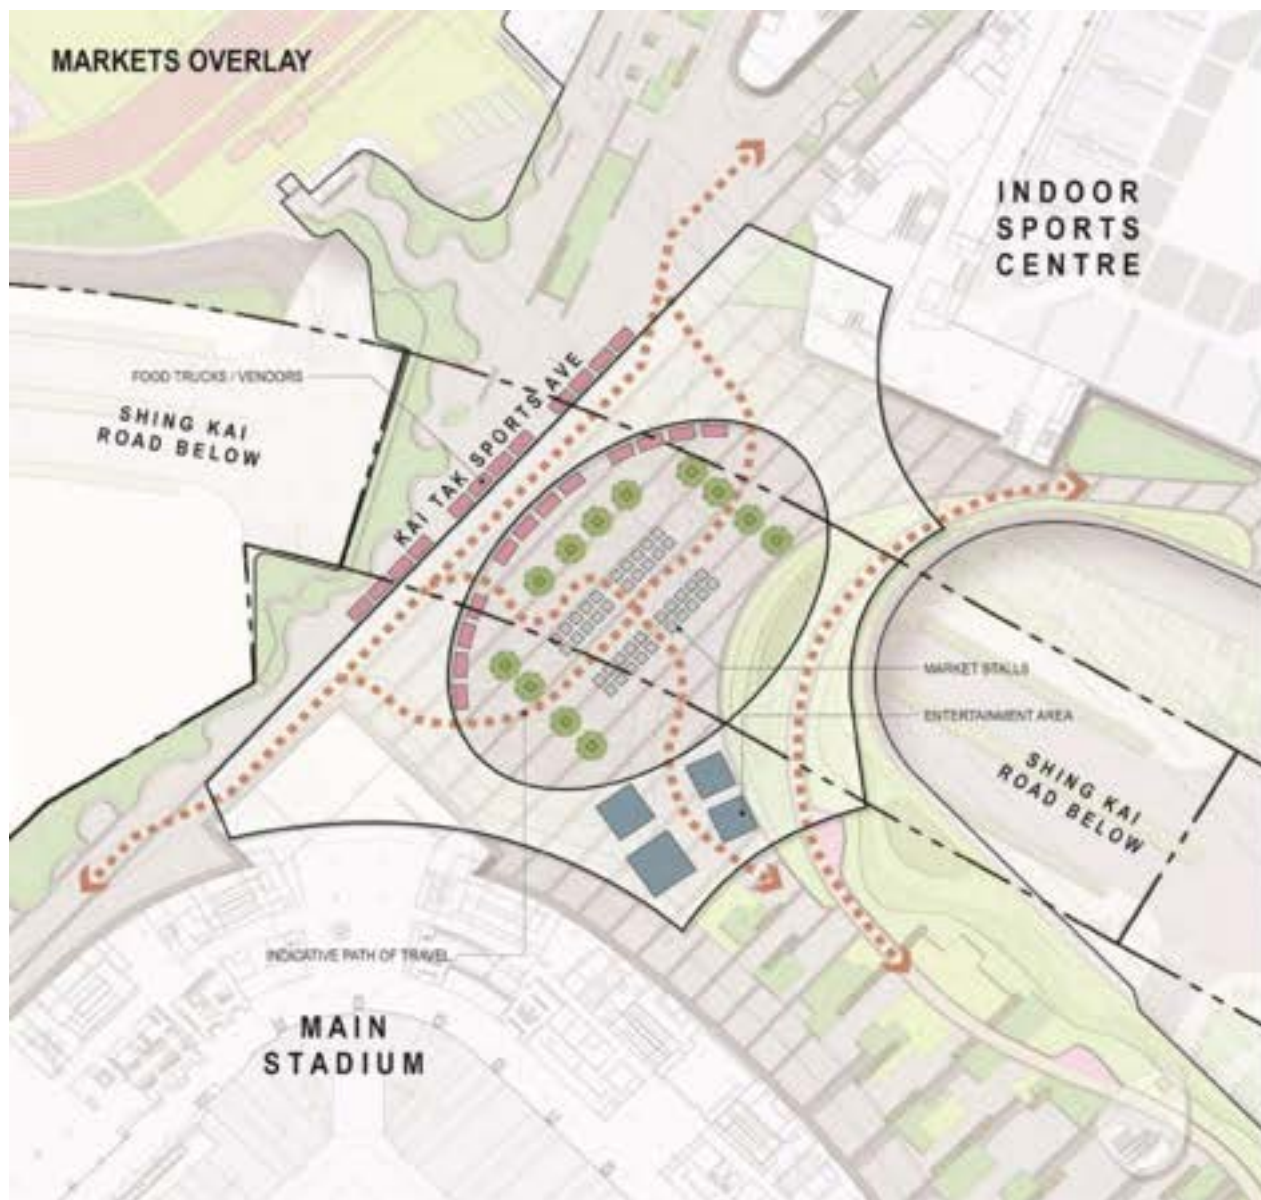 MARKETS OVERLAY
INDOOR
SPORTS
CENTRE
FOOD TRUCKS / VENDORS
KAI TAK SPORTS AVE
SHING KAI
ROAD BELOW
MARKET STALLS
ENTERTAINMENT AREA
SHING KAI
ROAD BELOW
INDICATIVE PATH OF TRAVEL
MAIN
STADIUM